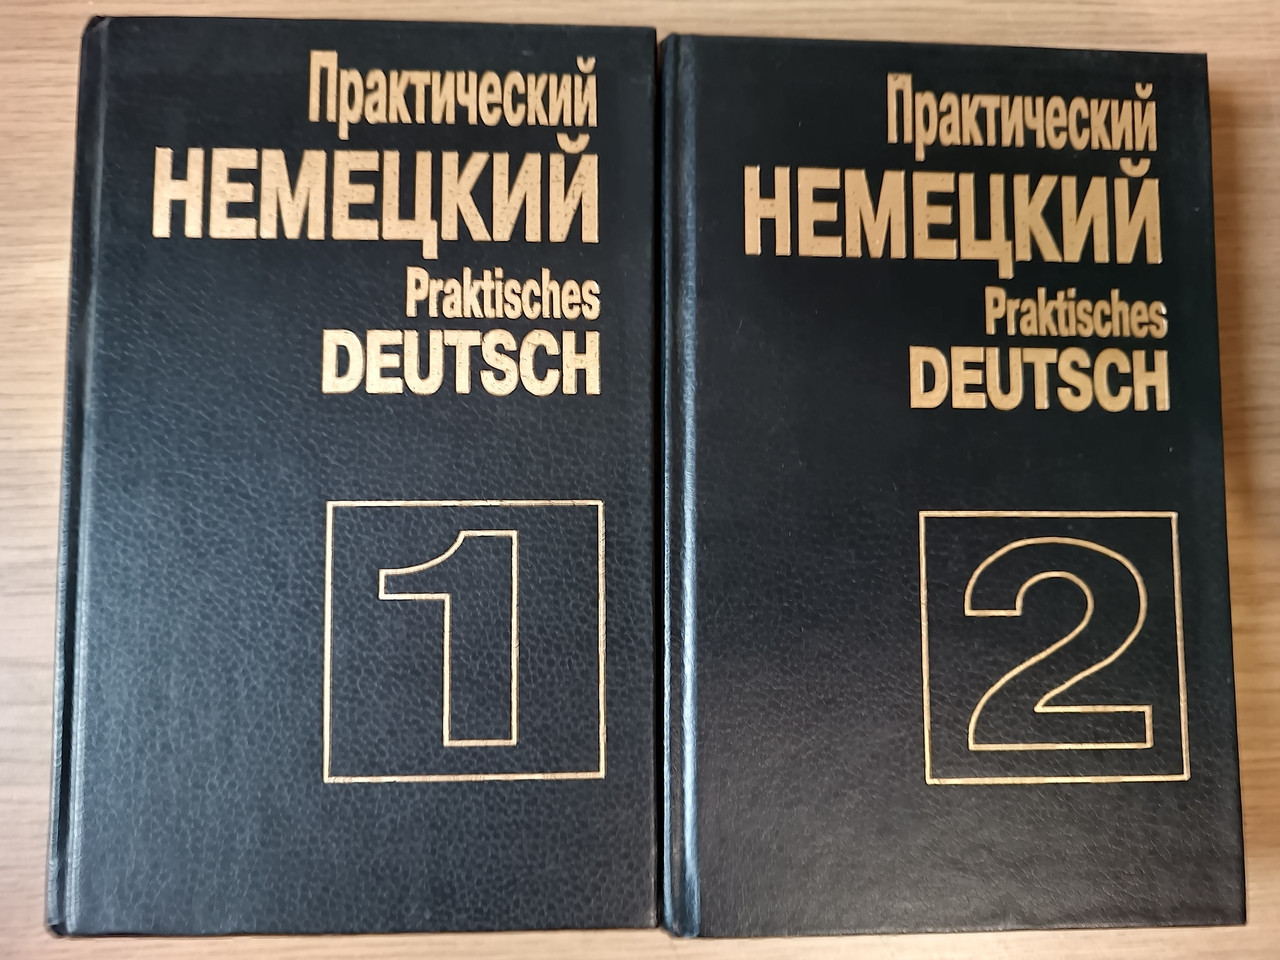 Практический
НЕМЕЦКИЙ
Praktisches
DEUTSCH
1
Практический
НЕМЕЦКИЙ
Praktisches
DEUTSCH
2